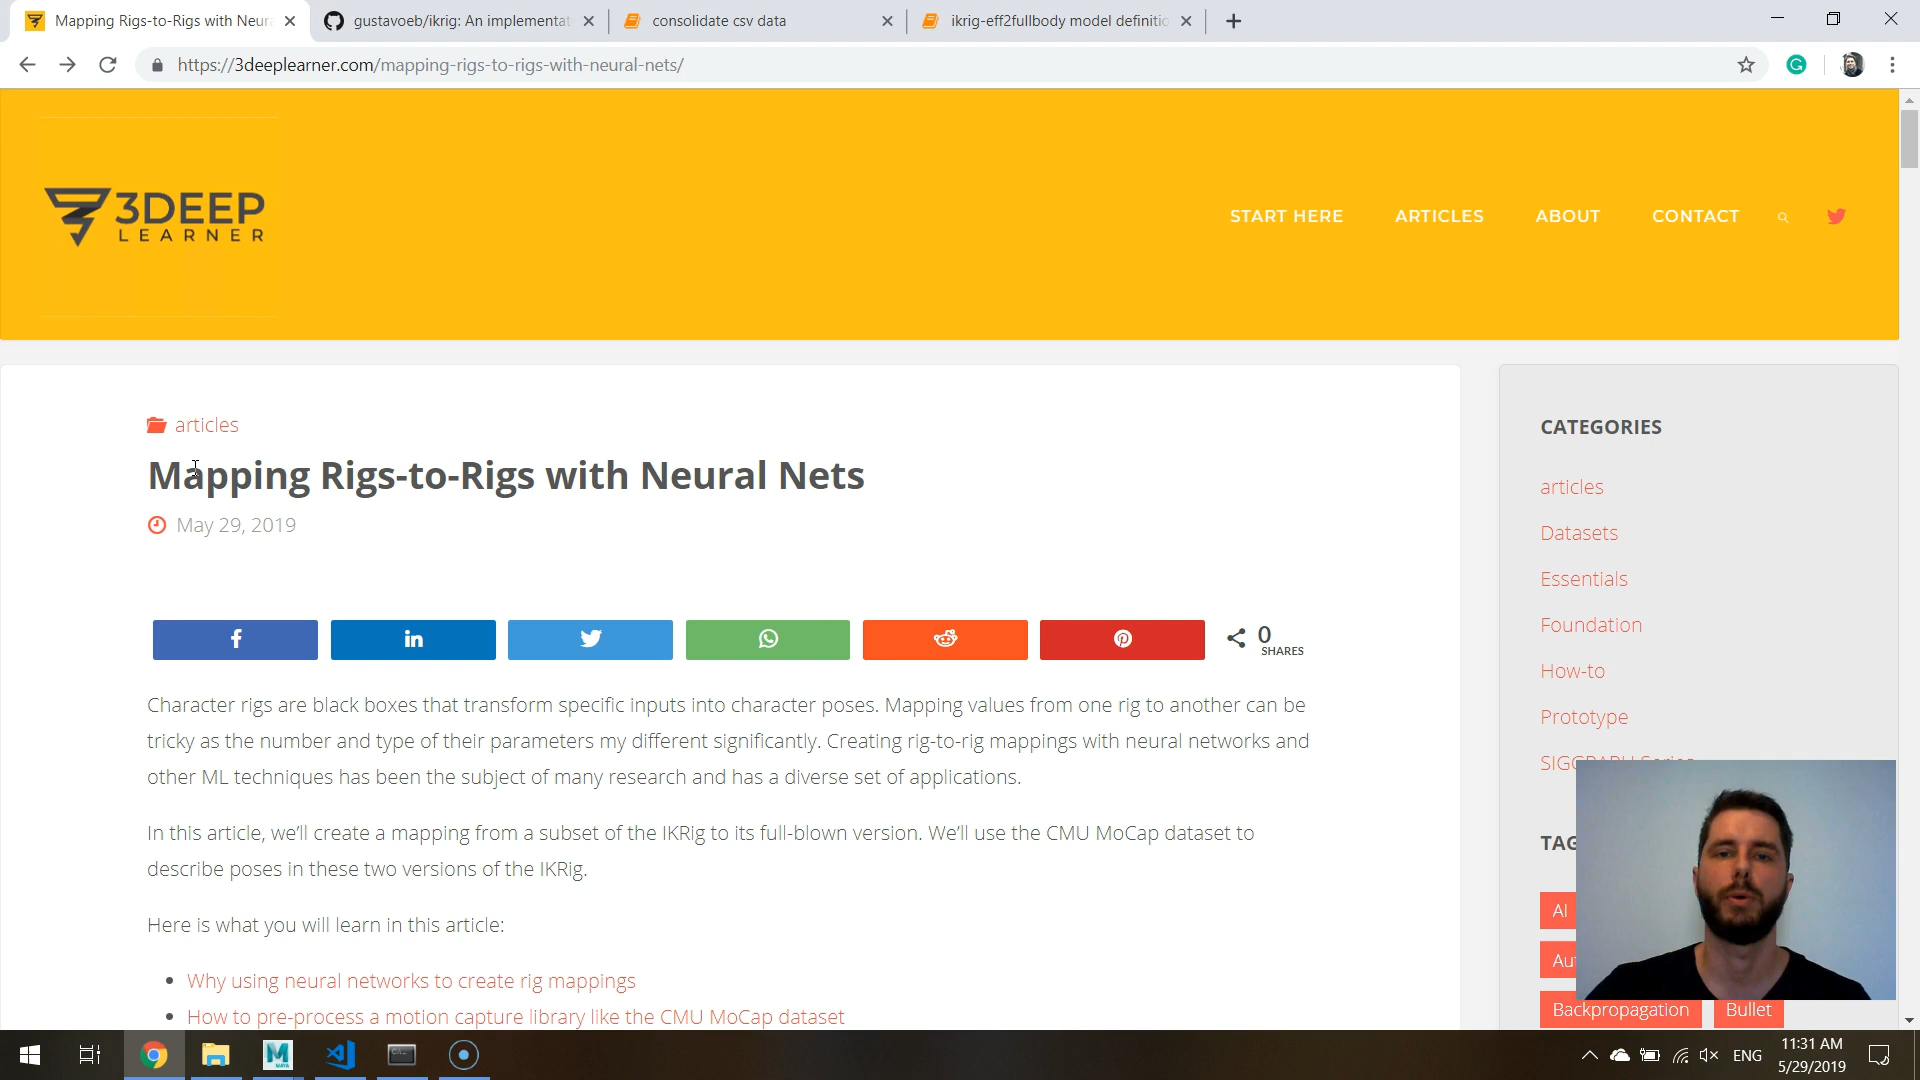 Mapping Rigs-to-Rigs with Neur
gustavoeb/ikrig: An implementat
consolidate csv data
ikrig-eff2fullbody model definitio
https://3deeplearner.com/mapping-rigs-to-rigs-with-neural-nets/
3DEEP
LEARNER
START HERE
ARTICLES
ABOUT
CONTACT
articles
Mapping Rigs-to-Rigs with Neural Nets
May 29, 2019
0
SHARES
Character rigs are black boxes that transform specific inputs into character poses. Mapping values from one rig to another can be
tricky as the number and type of their parameters my different significantly. Creating rig-to-rig mappings with neural networks and
other ML techniques has been the subject of many research and has a diverse set of applications.
In this article, we'll create a mapping from a subset of the IKRig to its full-blown version. We'll use the CMU MoCap dataset to
describe poses in these two versions of the IKRig.
Here is what you will learn in this article:
Why using neural networks to create rig mappings
How to pre-process a motion capture library like the CMU MoCap dataset
CATEGORIES
articles
Datasets
Essentials
Foundation
How-to
Prototype
SIGGRAPH Series
TAG
AI
Au
Backpropagation
Bullet
ENG
11:31 AM
5/29/2019